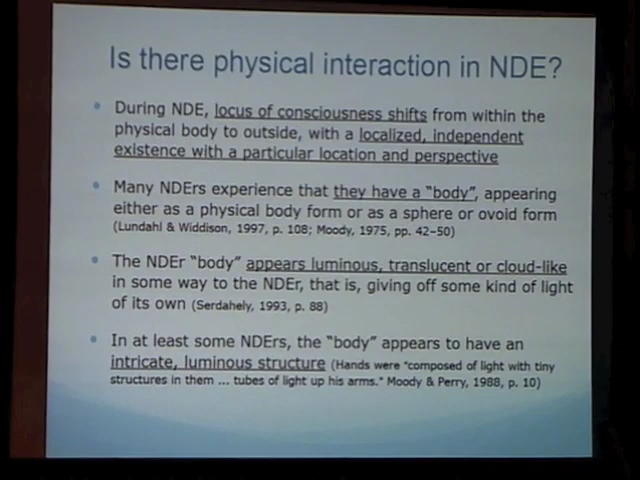 Is there physical interaction in NDE?
• During NDE, locus of consciousness shifts from within the
physical body to outside, with a localized, independent
existence with a particular location and perspective
• Many NDErs experience that they have a “body”, appearing
either as a physical body form or as a sphere or ovoid form
(Lundahl & Widdison, 1997, p. 108; Moody, 1975, pp. 42–50)
• The NDEr “body” appears luminous, translucent or cloud-like
in some way to the NDEr, that is, giving off some kind of light
of its own (Serdahely, 1993, p. 88)
• In at least some NDErs, the “body” appears to have an
intricate, luminous structure (Hands were “composed of light with tiny
structures in them ... tubes of light up his arms.” Moody & Perry, 1988, p. 10)